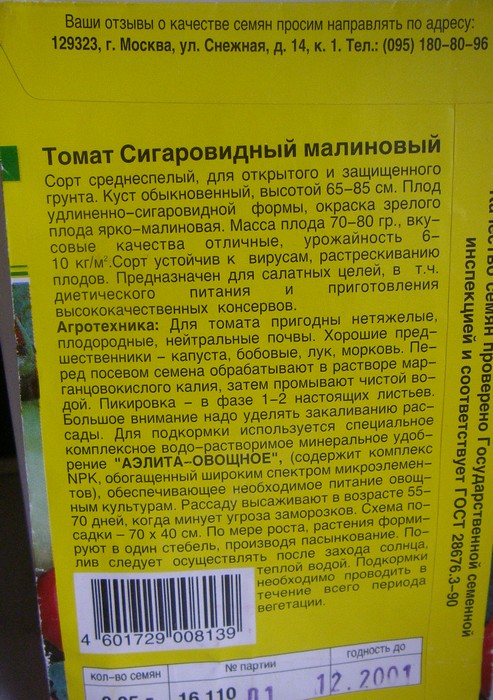 Ваши отзывы о качестве семян просим направлять по адресу:
129323, г. Москва, ул. Снежная, д. 14, к. 1. Тел.: (095) 180–80–96
Томат Сигаровидный малиновый
Сорт среднеспелый, для открытого и защищенного
грунта. Куст обыкновенный, высотой 65–85 см. Плод
удлиненно-сигаровидной формы, окраска зрелого
плода ярко-малиновая. Масса плода 70–80 гр., вку-
совые качества отличные, урожайность 6–
10 кг/м².Сорт устойчив к вирусам, растрескиванию
плодов. Предназначен для салатных целей, в т.ч.
диетического питания и приготовления
высококачественных консервов.
Агротехника: Для томата пригодны нетяжелые,
плодородные, нейтральные почвы. Хорошие пред-
шественники – капуста, бобовые, лук, морковь. Пе-
ред посевом семена обрабатывают в растворе мар-
ганцовокислого калия, затем промывают чистой во-
дой. Пикировка – в фазе 1–2 настоящих листьев.
Большое внимание надо уделять закаливанию рас-
сады. Для подкормки используется специальное
комплексное водо–растворимое минеральное удоб-
рение "АЭЛИТА–ОВОЩНОЕ", (содержит комплекс
NPK, обогащенный широким спектром микроэлемен-
тов), обеспечивающее необходимое питание овощ-
ным культурам. Рассаду высаживают в возрасте 55–
70 дней, когда минует угроза заморозков. Схема по-
садки – 70 х 40 см. По мере роста, растения форми-
руют в один стебель, производя пасынкование. По-
лив следует осуществлять после захода солнца,
теплой водой. Подкормки
необходимо проводить в
течение всего периода
вегетации.
4 601729 008139
кол–во семян
№ партии
годность до
16 110 01
12.2001
семян проверено Государственной семенной
инспекцией и соответствует ГОСТ 28676.3–90